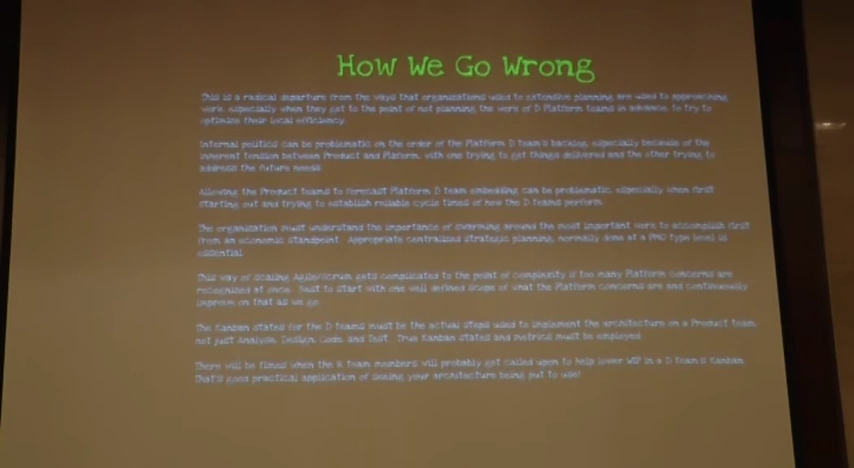 How We Go Wrong
This is a radical departure from the ways that organizations used to extensive planning are used to approaching
work, especially when they get to the point of not planning the work of D Platform teams in advance, to try to
optimize their local efficiency.
Internal politics can be problematic on the order of the Platform D Team's backlog, especially because of the
inherent tension between Product and Platform, with one trying to get things delivered and the other trying to
address the future needs.
Allowing the Product teams to forecast Platform D team embedding can be problematic, especially when first
starting out and trying to establish reliable cycle times of how the D teams perform.
The organization must understand the importance of swarming around the most important work to accomplish first
from an economic standpoint. Appropriate centralized strategic planning, normally done at a PMO type level is
essential.
This way of scaling Agile/Scrum gets complicated to the point of complexity if too many Platform concerns are
recognized at once. Best to start with one well defined scope of what the Platform concerns are and continuously
improve on that as we go.
The Kanban states for the D teams must be the actual steps used to implement the architecture on a Product team,
not just Analysis, Design, Code, and Test. True Kanban states and metrics must be employed.
There will be times when the R team members will probably get called upon to help lower WIP in a D team's Kanban.
That's good practical application of seeing your architecture being put to use!